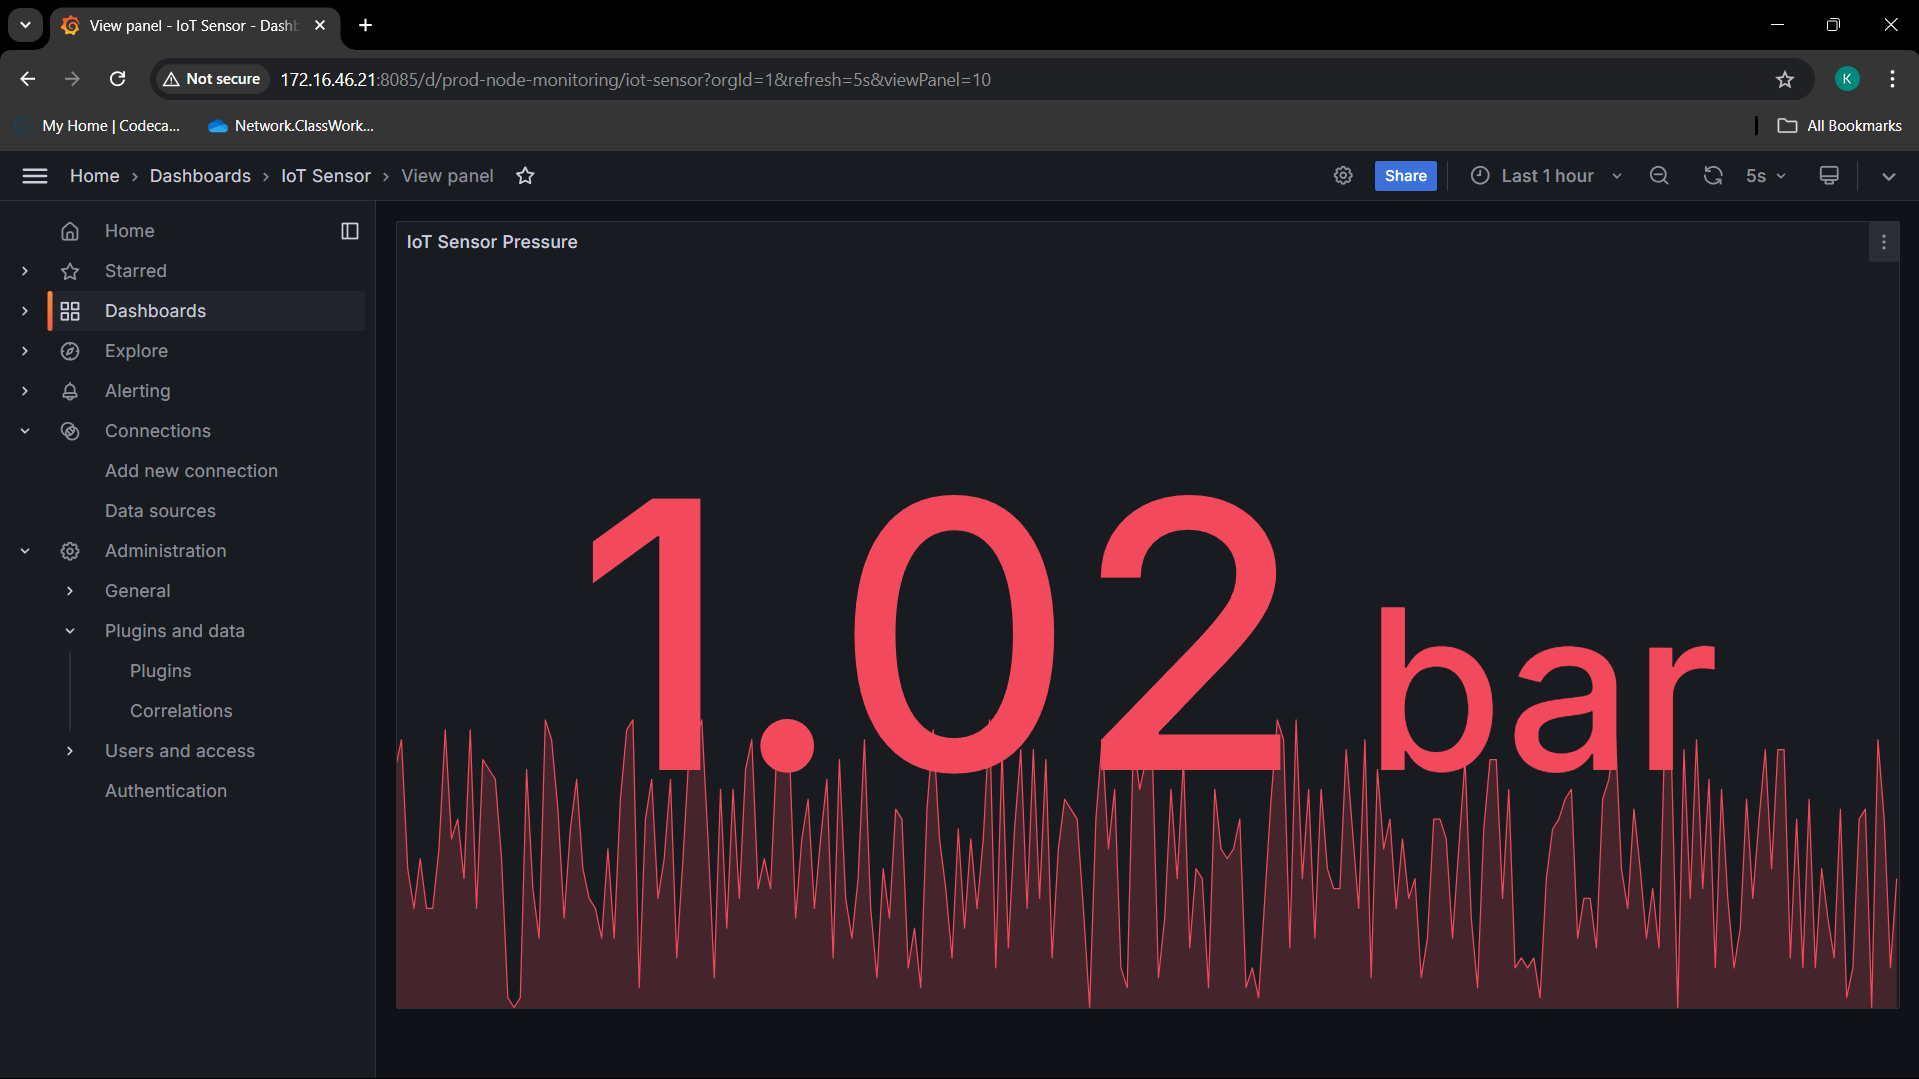 View panel - IoT Sensor - Dashb
Not secure 172.16.46.21:8085/d/prod-node-monitoring/iot-sensor?orgId=1&refresh=5s&viewPanel=10 K
My Home | Codeca... Network.ClassWork... All Bookmarks
Home Dashboards IoT Sensor View panel Share Last 1 hour 5s
Home
Starred
Dashboards
Explore
Alerting
Connections
Add new connection
Data sources
Administration
General
Plugins and data
Plugins
Correlations
Users and access
Authentication
IoT Sensor Pressure
1.02 bar